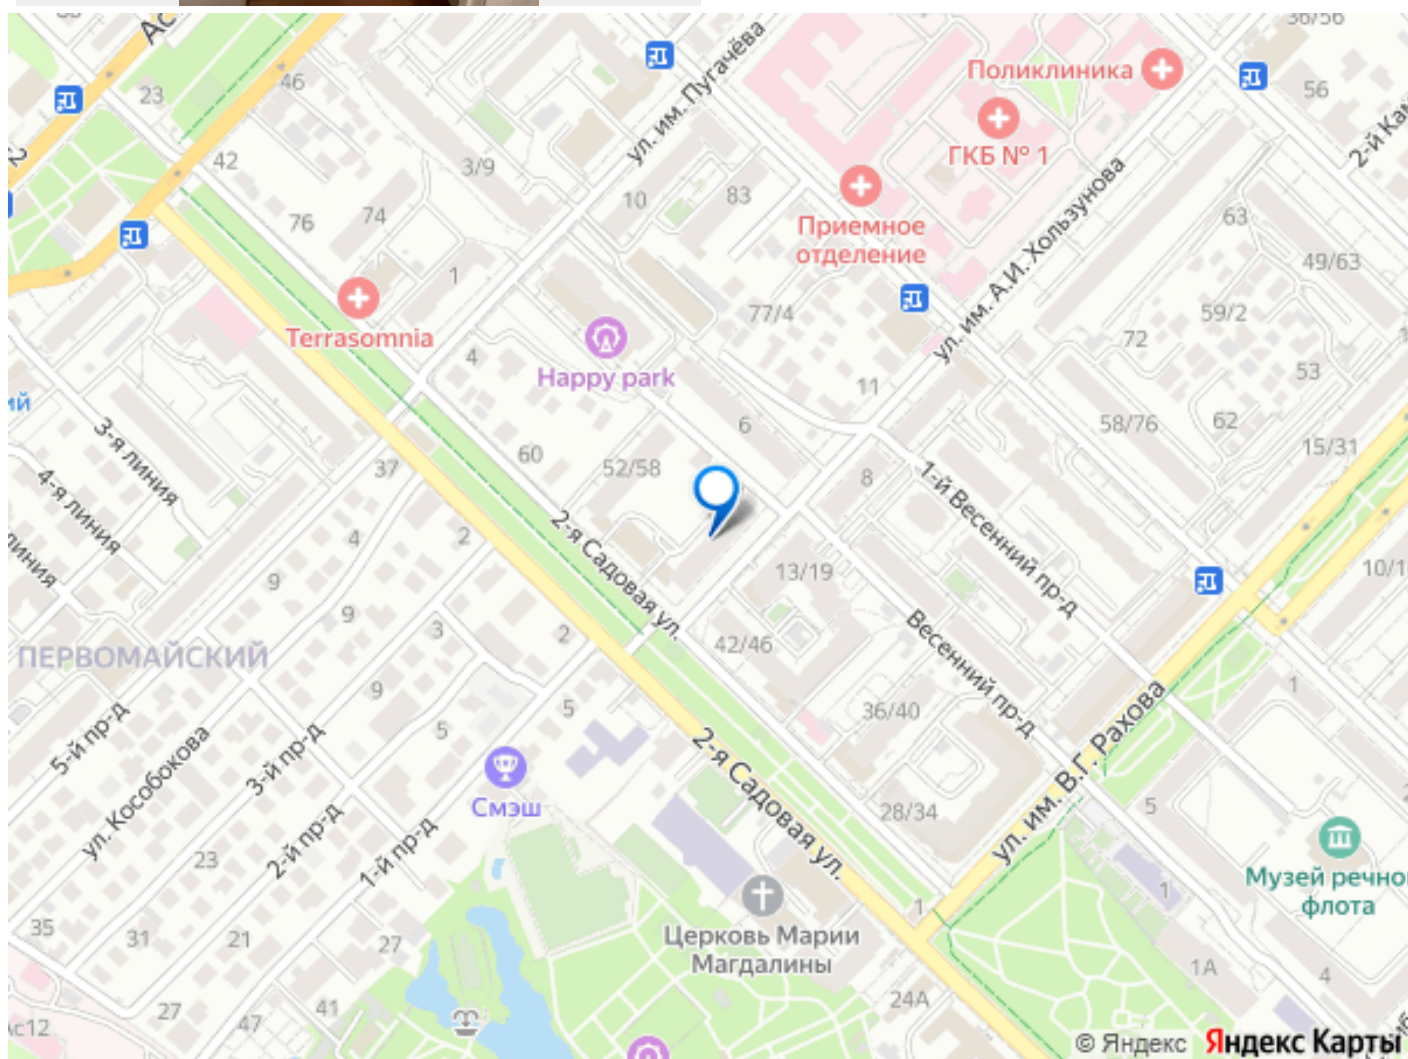 36/56
Ас
46
23
ул. им. Пугачёва
Поликлиника
56
2-й Кам
ГКБ № 1
42
3/9
10
83
76
74
Приемное
отделение
ул. им. А.И. Хользунова
63
49/63
1
59/2
77/4
72
Terrasomnia
4
Happy park
11
53
ий
3-я линия
6
58/76
62
15/31
37
60
52/58
8
4-я линия
1-й Весенний пр-д
линия
4
2
2-я Садовая ул.
13/19
10/1
9
9
3
2
42/46
Весенний пр-д
ПЕРВОМАЙСКИЙ
9
1
5
5
36/40
5-й пр-д
ул. Кособокова
3-й пр-д
2-я Садовая ул.
ул. им. В.Г. Рахова
Смэш
28/34
5
2-й пр-д
1-й пр-д
23
Музей речно
флота
1
1
35
31
21
27
Церковь Марии
Магдалины
1А
4
24А
27
47
41
с12
© Яндекс Яндекс Карты